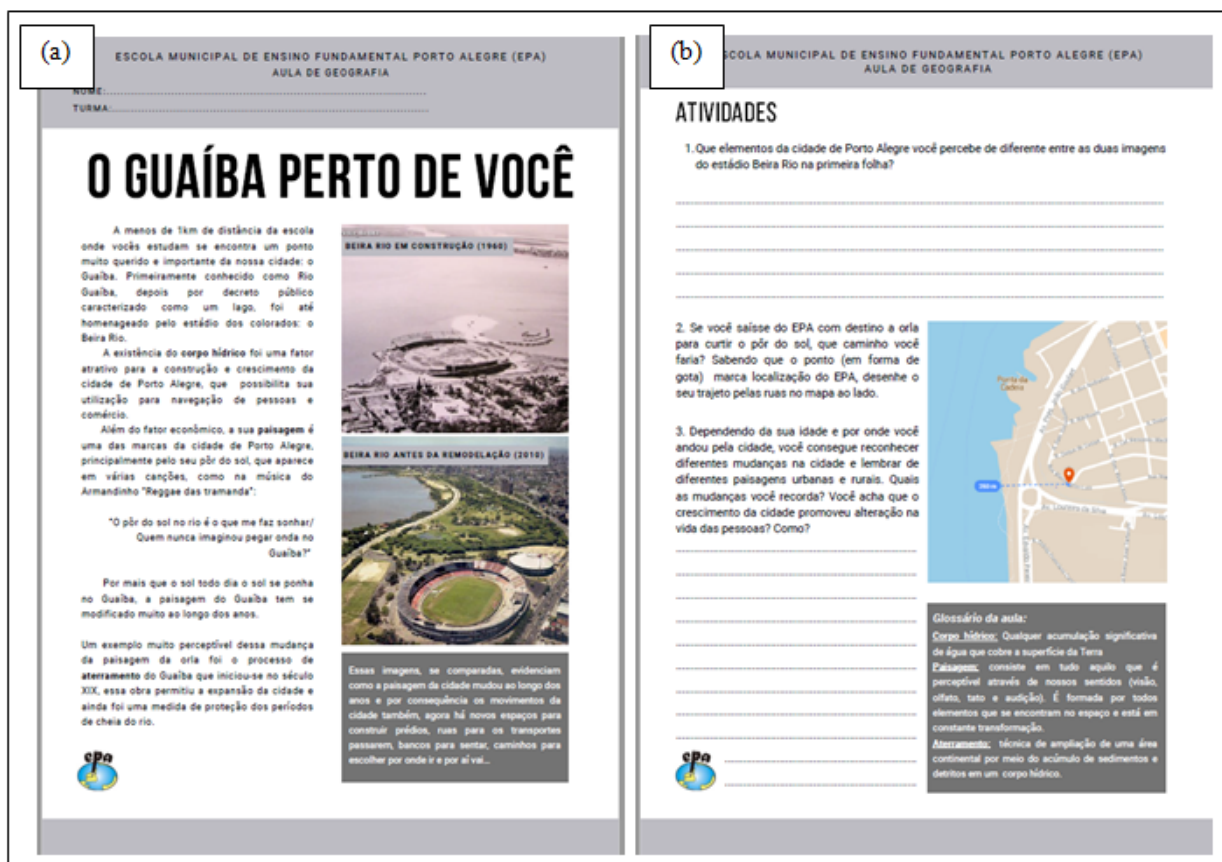 (a)
ESCOLA MUNICIPAL DE ENSINO FUNDAMENTAL PORTO ALEGRE (EPA)
AULA DE GEOGRAFIA
NOME:
TURMA:
O GUAÍBA PERTO DE VOCÊ
A menos de 1km de distância da escola
onde vocês estudam se encontra um ponto
muito querido e importante da nossa cidade: o
Guaíba. Primeiramente conhecido como Rio
Guaíba, depois por decreto público
caracterizado como um lago, foi até
homenageado pelo estádio dos colorados: o
Beira Rio.
A existência do corpo hídrico foi uma fator
atrativo para a construção e crescimento da
cidade de Porto Alegre, que possibilita sua
utilização para navegação de pessoas e
comércio.
Além do fator econômico, a sua paisagem é
uma das marcas da cidade de Porto Alegre,
principalmente pelo seu pôr do sol, que aparece
em várias canções, como na música do
Armandinho "Reggae das tramanda":
"O pôr do sol no rio é o que me faz sonhar/
Quem nunca imaginou pegar onda no
Guaíba?"
Por mais que o sol todo dia o sol se ponha
no Guaíba, a paisagem do Guaíba tem se
modificado muito ao longo dos anos.
Um exemplo muito perceptível dessa mudança
da paisagem da orla foi o processo de
aterramento do Guaíba que iniciou-se no século
XIX, essa obra permitiu a expansão da cidade e
ainda foi uma medida de proteção dos períodos
de cheia do rio.
BEIRA RIO EM CONSTRUÇÃO (1960)
BEIRA RIO ANTES DA REMODELAÇÃO (2010)
Essas imagens, se comparadas, evidenciam
como a paisagem da cidade mudou ao longo dos
anos e por consequência os movimentos da
cidade também, agora há novos espaços para
construir prédios, ruas para os transportes
passarem, bancos para sentar, caminhos para
escolher por onde ir e por aí vai...
epa
(b)
SCOLA MUNICIPAL DE ENSINO FUNDAMENTAL PORTO ALEGRE (EPA)
AULA DE GEOGRAFIA
ATIVIDADES
1. Que elementos da cidade de Porto Alegre você percebe de diferente entre as duas imagens
do estádio Beira Rio na primeira folha?
2. Se você saísse do EPA com destino a orla
para curtir o pôr do sol, que caminho você
faria? Sabendo que o ponto (em forma de
gota) marca localização do EPA, desenhe o
seu trajeto pelas ruas no mapa ao lado.
3. Dependendo da sua idade e por onde você
andou pela cidade, você consegue reconhecer
diferentes mudanças na cidade e lembrar de
diferentes paisagens urbanas e rurais. Quais
as mudanças você recorda? Você acha que o
crescimento da cidade promoveu alteração na
vida das pessoas? Como?
Ponta da
Cadeia
Glossário da aula:
Corpo hídrico: Qualquer acumulação significativa
de água que cobre a superfície da Terra
Paisagem: consiste em tudo aquilo que é
perceptível através de nossos sentidos (visão,
olfato, tato e audição). É formada por todos
elementos que se encontram no espaço e está em
constante transformação.
Aterramento: técnica de ampliação de uma área
continental por meio do acúmulo de sedimentos e
detritos em um corpo hídrico.
epa